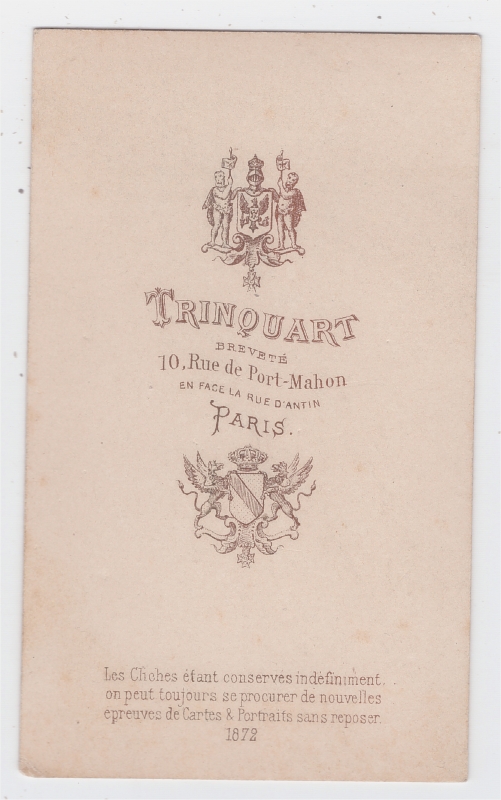 TRINQUART
BREVETÉ
10, Rue de Port-Mahon
EN FACE LA RUE D'ANTIN
PARIS.
Les Clichés étant conservés indéfiniment.
on peut toujours se procurer de nouvelles
épreuves de Cartes & Portraits sans reposer.
1872